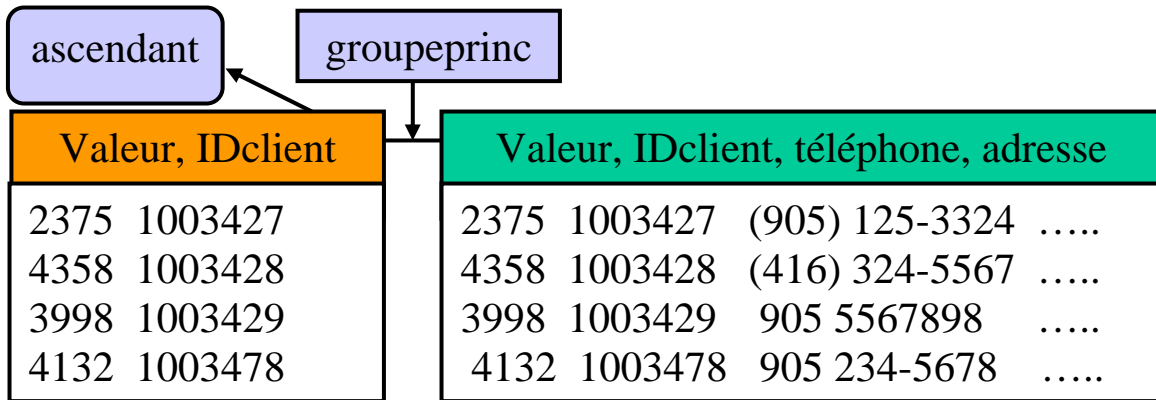 ascendant
groupeprinc
Valeur, IDclient
2375 1003427
4358 1003428
3998 1003429
4132 1003478
Valeur, IDclient, téléphone, adresse
2375 1003427 (905) 125-3324 …..
4358 1003428 (416) 324-5567 …..
3998 1003429 905 5567898 …..
4132 1003478 905 234-5678 …..